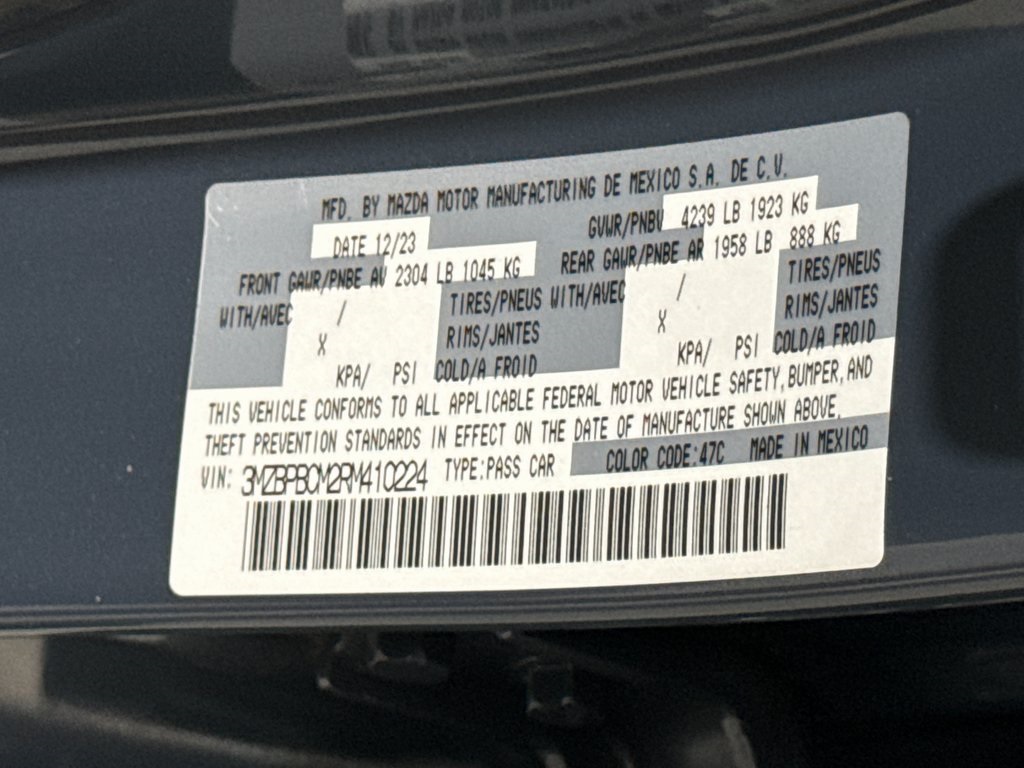 MFD. BY MAZDA MOTOR MANUFACTURING DE MEXICO S.A. DE C.V.
DATE 12/23 GVWR/PNBV 4239 LB 1923 KG
FRONT GAWR/PNBE AV 2304 LB 1045 KG REAR GAWR/PNBE AR 1958 LB 888 KG
WITH/AVEC / TIRES/PNEUS WITH/AVEC / TIRES/PNEUS
X RIMS/JANTES X RIMS/JANTES
KPA/ PSI COLD/A FROID KPA/ PSI COLD/A FROID
THIS VEHICLE CONFORMS TO ALL APPLICABLE FEDERAL MOTOR VEHICLE SAFETY, BUMPER, AND
THEFT PREVENTION STANDARDS IN EFFECT ON THE DATE OF MANUFACTURE SHOWN ABOVE.
VIN: 3MZBPBCM2RM410224 TYPE:PASS CAR COLOR CODE:47C MADE IN MEXICO